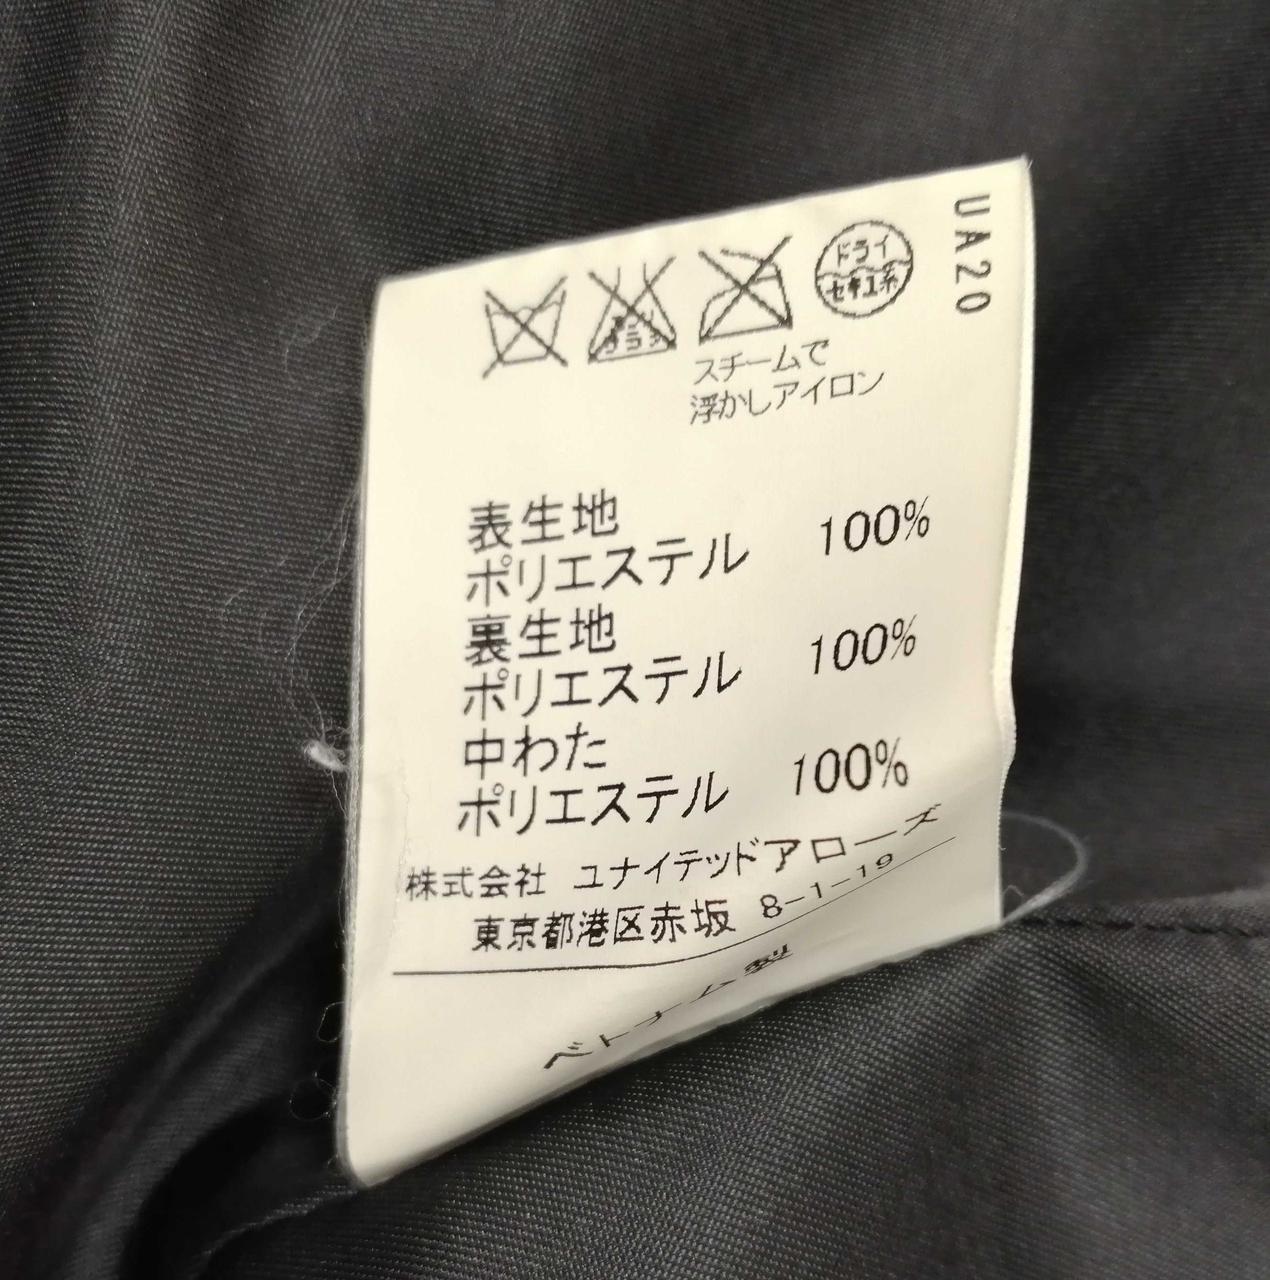 UA20
ドライ
セキユ系
スチームで
浮かしアイロン
表生地
ポリエステル 100%
裏生地
ポリエステル 100%
中わた
ポリエステル 100%
株式会社 ユナイテッドアローズ
東京都港区赤坂 8-1-19
ベトナム製